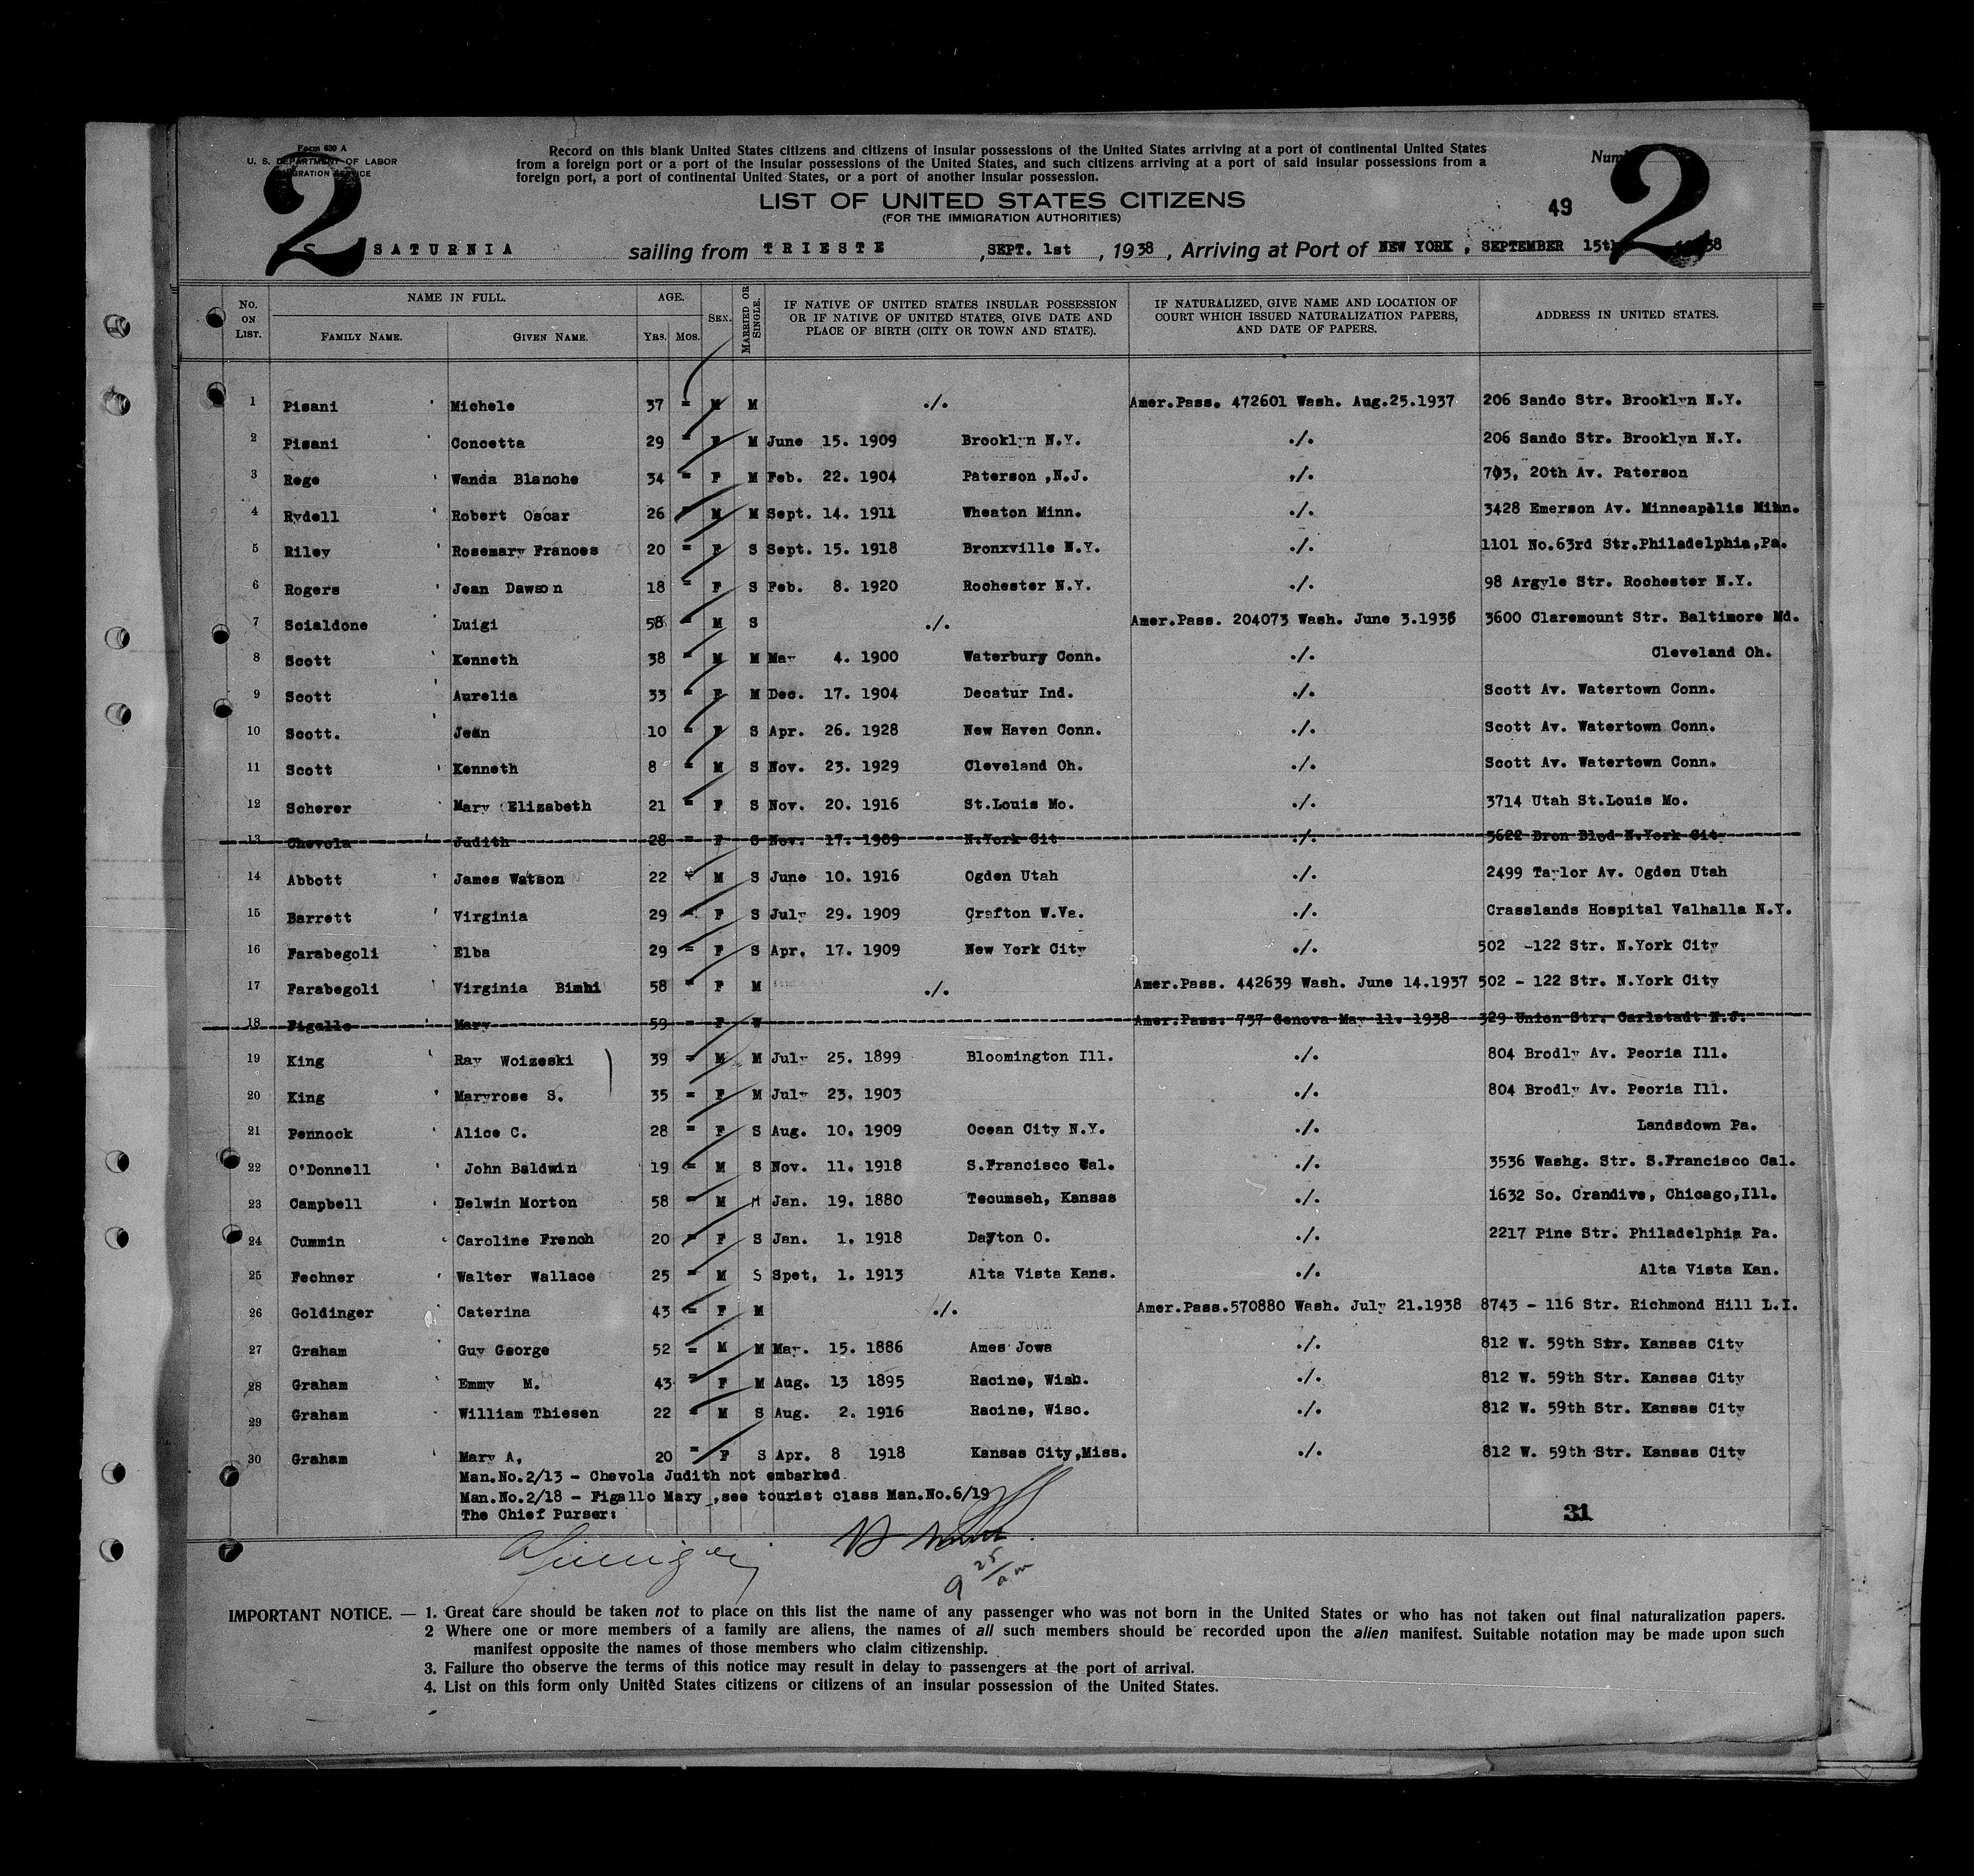 Form 630 A
U. S. DEPARTMENT OF LABOR
IMMIGRATION SERVICE
2
Record on this blank United States citizens and citizens of insular possessions of the United States arriving at a port of continental United States
from a foreign port or a port of the insular possessions of the United States, and such citizens arriving at a port of said insular possessions from a
foreign port, a port of continental United States, or a port of another insular possession.
2
LIST OF UNITED STATES CITIZENS
(FOR THE IMMIGRATION AUTHORITIES)
49
S. SATURNIA sailing from TRIESTE , SEPT. 1st , 1938 , Arriving at Port of NEW YORK , SEPTEMBER 15th 1938
No. ON LIST. NAME IN FULL. FAMILY NAME. GIVEN NAME. AGE. YRS. MOS. SEX. MARRIED OR SINGLE. IF NATIVE OF UNITED STATES INSULAR POSSESSION OR IF NATIVE OF UNITED STATES, GIVE DATE AND PLACE OF BIRTH (CITY OR TOWN AND STATE). IF NATURALIZED, GIVE NAME AND LOCATION OF COURT WHICH ISSUED NATURALIZATION PAPERS, AND DATE OF PAPERS. ADDRESS IN UNITED STATES.
1 Pisani ' Michele 37 = M M ./. Amer.Pass. 472601 Wash. Aug.25.1937 206 Sando Str. Brooklyn N.Y.
2 Pisani ' Concetta 29 = F M June 15. 1909 Brooklyn N.Y. ./. 206 Sando Str. Brooklyn N.Y.
3 Rege ' Wanda Blanche 34 = F M Feb. 22. 1904 Paterson ,N.J. ,/. 703, 20th Av. Paterson
4 Rydell ' Robert Oscar 26 = M M Sept. 14. 1911 Wheaton Minn. ./. 3428 Emerson Av. Minneapolis Minn.
5 Riley ' Rosemary Frances 20 = F S Sept. 15. 1918 Bronxville N.Y. ./. 1101 No.63rd Str.Philadelphia,Pa.
6 Rogers ' Jean Dawson 18 = F S Feb. 8. 1920 Rochester N.Y. ./. 98 Argyle Str. Rochester N.Y.
7 Scialdone ' Luigi 58 = M S ./. Amer.Pass. 204073 Wash. June 3.1936 3600 Claremount Str. Baltimore Md.
8 Scott ' Kenneth 38 = M M May 4. 1900 Waterbury Conn. ./. Cleveland Oh.
9 Scott ' Aurelia 33 = F M Dec. 17. 1904 Decatur Ind. ./. Scott Av. Watertown Conn.
10 Scott. ' Jean 10 = F S Apr. 26. 1928 New Haven Conn. ./. Scott Av. Watertown Conn.
11 Scott ' Kenneth 8 = M S Nov. 23. 1929 Cleveland Oh. ./. Scott Av. Watertown Conn.
12 Scherer ' Mary Elizabeth 21 = F S Nov. 20. 1916 St.Louis Mo. ./. 3714 Utah St.Louis Mo.
13 Chevola ' Judith 28 = F S Nov. 17. 1909 N.York Cit ./. 3622 Bron Blvd N.York Cit
14 Abbott ' James Watson 22 = M S June 10. 1916 Ogden Utah ./. 2499 Taylor Av. Ogden Utah
15 Barrett ' Virginia 29 = F S July 29. 1909 Grafton W.Va. ./. Grasslands Hospital Valhalla N.Y.
16 Farabegoli ' Elba 29 = F S Apr. 17. 1909 New York City ./. 502 -122 Str. N.York City
17 Farabegoli ' Virginia Bimbi 58 = F M ./. Amer.Pass. 442639 Wash. June 14.1937 502 - 122 Str. N.York City
18 Figallo Mary 59 = F W Amer.Pass. 737 Genova May 11. 1938 329 Union Str. Carlstadt N.J.
19 King ' Ray Woizeski 39 = M M July 25. 1899 Bloomington Ill. ./. 804 Brodly Av. Peoria Ill.
20 King ' Maryrose S. 35 = F M July 23. 1903 ./. 804 Brodly Av. Peoria Ill.
21 Pennock ' Alice C. 28 = F S Aug. 10. 1909 Ocean City N.Y. ./. Landsdown Pa.
22 O'Donnell ' John Baldwin 19 = M S Nov. 11. 1918 S.Francisco Cal. ./. 3536 Washg. Str. S.Francisco Cal.
23 Campbell ' Delwin Morton 58 = M M Jan. 19. 1880 Tecumseh, Kansas ./. 1632 So. Crandive, Chicago,Ill.
24 Cummin ' Caroline French 20 = F S Jan. 1. 1918 Dayton O. ./. 2217 Pine Str. Philadelphia Pa.
25 Fechner ' Walter Wallace 25 = M S Spet, 1. 1913 Alta Vista Kans. ./. Alta Vista Kan.
26 Goldinger ' Caterina 43 = F M ./. Amer.Pass.570880 Wash. July 21.1938 8743 - 116 Str. Richmond Hill L.I.
27 Graham ' Guy George 52 = M M May. 15. 1886 Ames Jowa ./. 812 W. 59th Str. Kansas City
28 Graham ' Emmy M. 43 = F M Aug. 13 1895 Racine, Wisc. ./. 812 W. 59th Str. Kansas City
29 Graham William Thiesen 22 = M S Aug. 2. 1916 Racine, Wisc. ./. 812 W. 59th Str. Kansas City
30 Graham ' Mary A, 20 = F S Apr. 8 1918 Kansas City,Miss. ./. 812 W. 59th Str. Kansas City
Man.No.2/13 - Chevola Judith not embarked
Man.No.2/18 - Figallo Mary ,see tourist class Man.No.6/19
The Chief Purser:
31
9 25/am
IMPORTANT NOTICE. — 1. Great care should be taken not to place on this list the name of any passenger who was not born in the United States or who has not taken out final naturalization papers.
2 Where one or more members of a family are aliens, the names of all such members should be recorded upon the alien manifest. Suitable notation may be made upon such
manifest opposite the names of those members who claim citizenship.
3. Failure tho observe the terms of this notice may result in delay to passengers at the port of arrival.
4. List on this form only United States citizens or citizens of an insular possession of the United States.